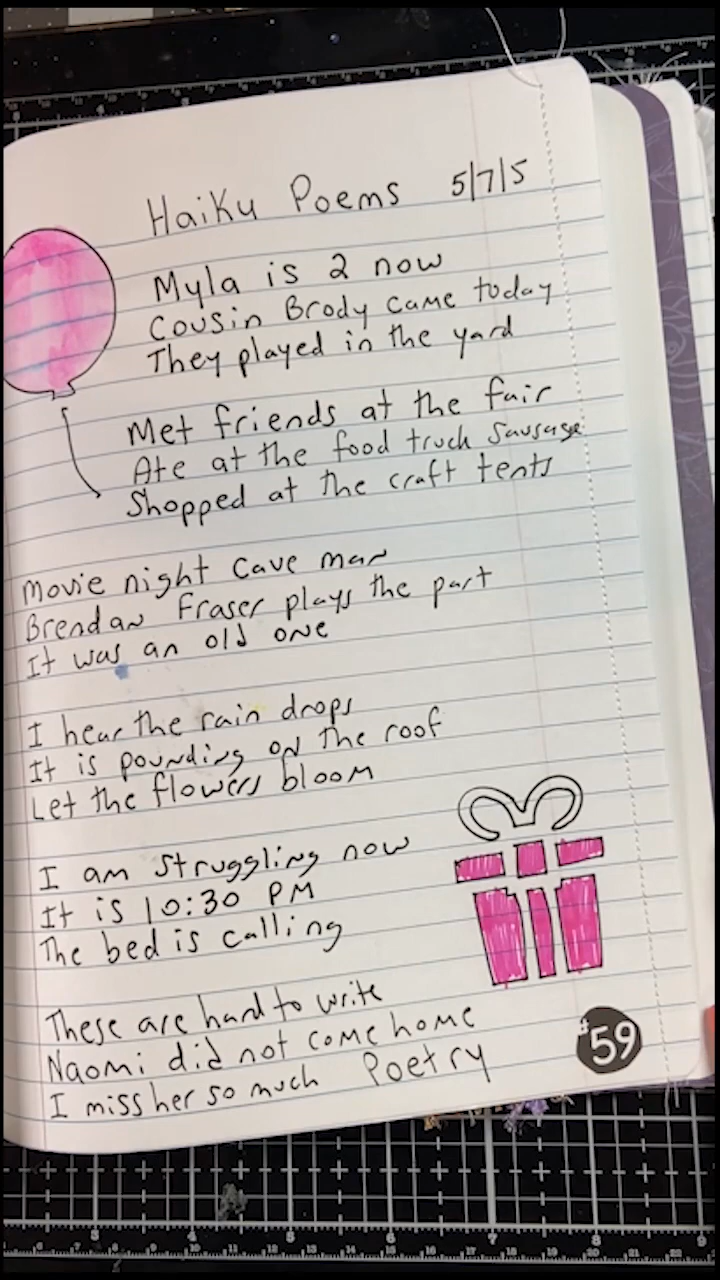 Haiku Poems 5/7/5
Myla is 2 now
Cousin Brody came today
They played in the yard
Met friends at the fair
Ate at the food truck Sausage
Shopped at the craft tents
Movie night Cave man
Brendan Fraser plays the part
It was an old one
I hear the rain drops
It is pounding on the roof
Let the flowers bloom
I am Struggling now
It is 10:30 PM
The bed is calling
These are hard to write
Naomi did not come home
I miss her so much Poetry
#59